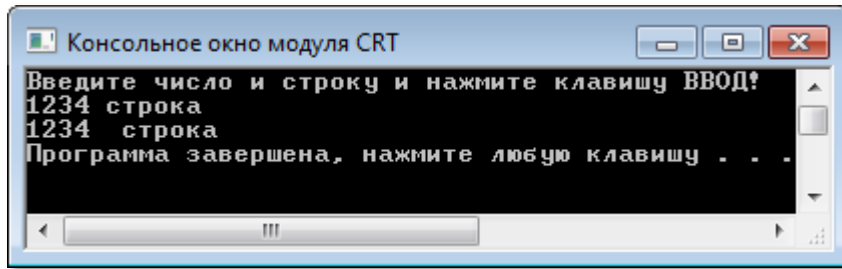 Консольное окно модуля CRT
Введите число и строку и нажмите клавишу ВВОД!
1234 строка
1234  строка
Программа завершена, нажмите любую клавишу . . .